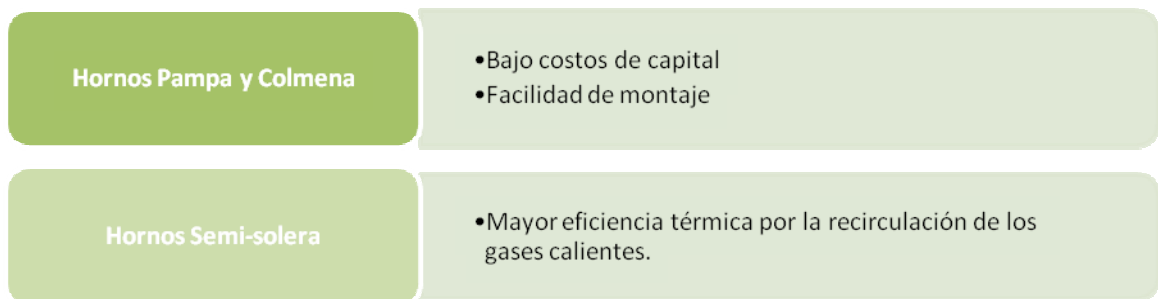 Hornos Pampa y Colmena
•Bajo costos de capital
•Facilidad de montaje
Hornos Semi-solera
•Mayor eficiencia térmica por la recirculación de los
gases calientes.